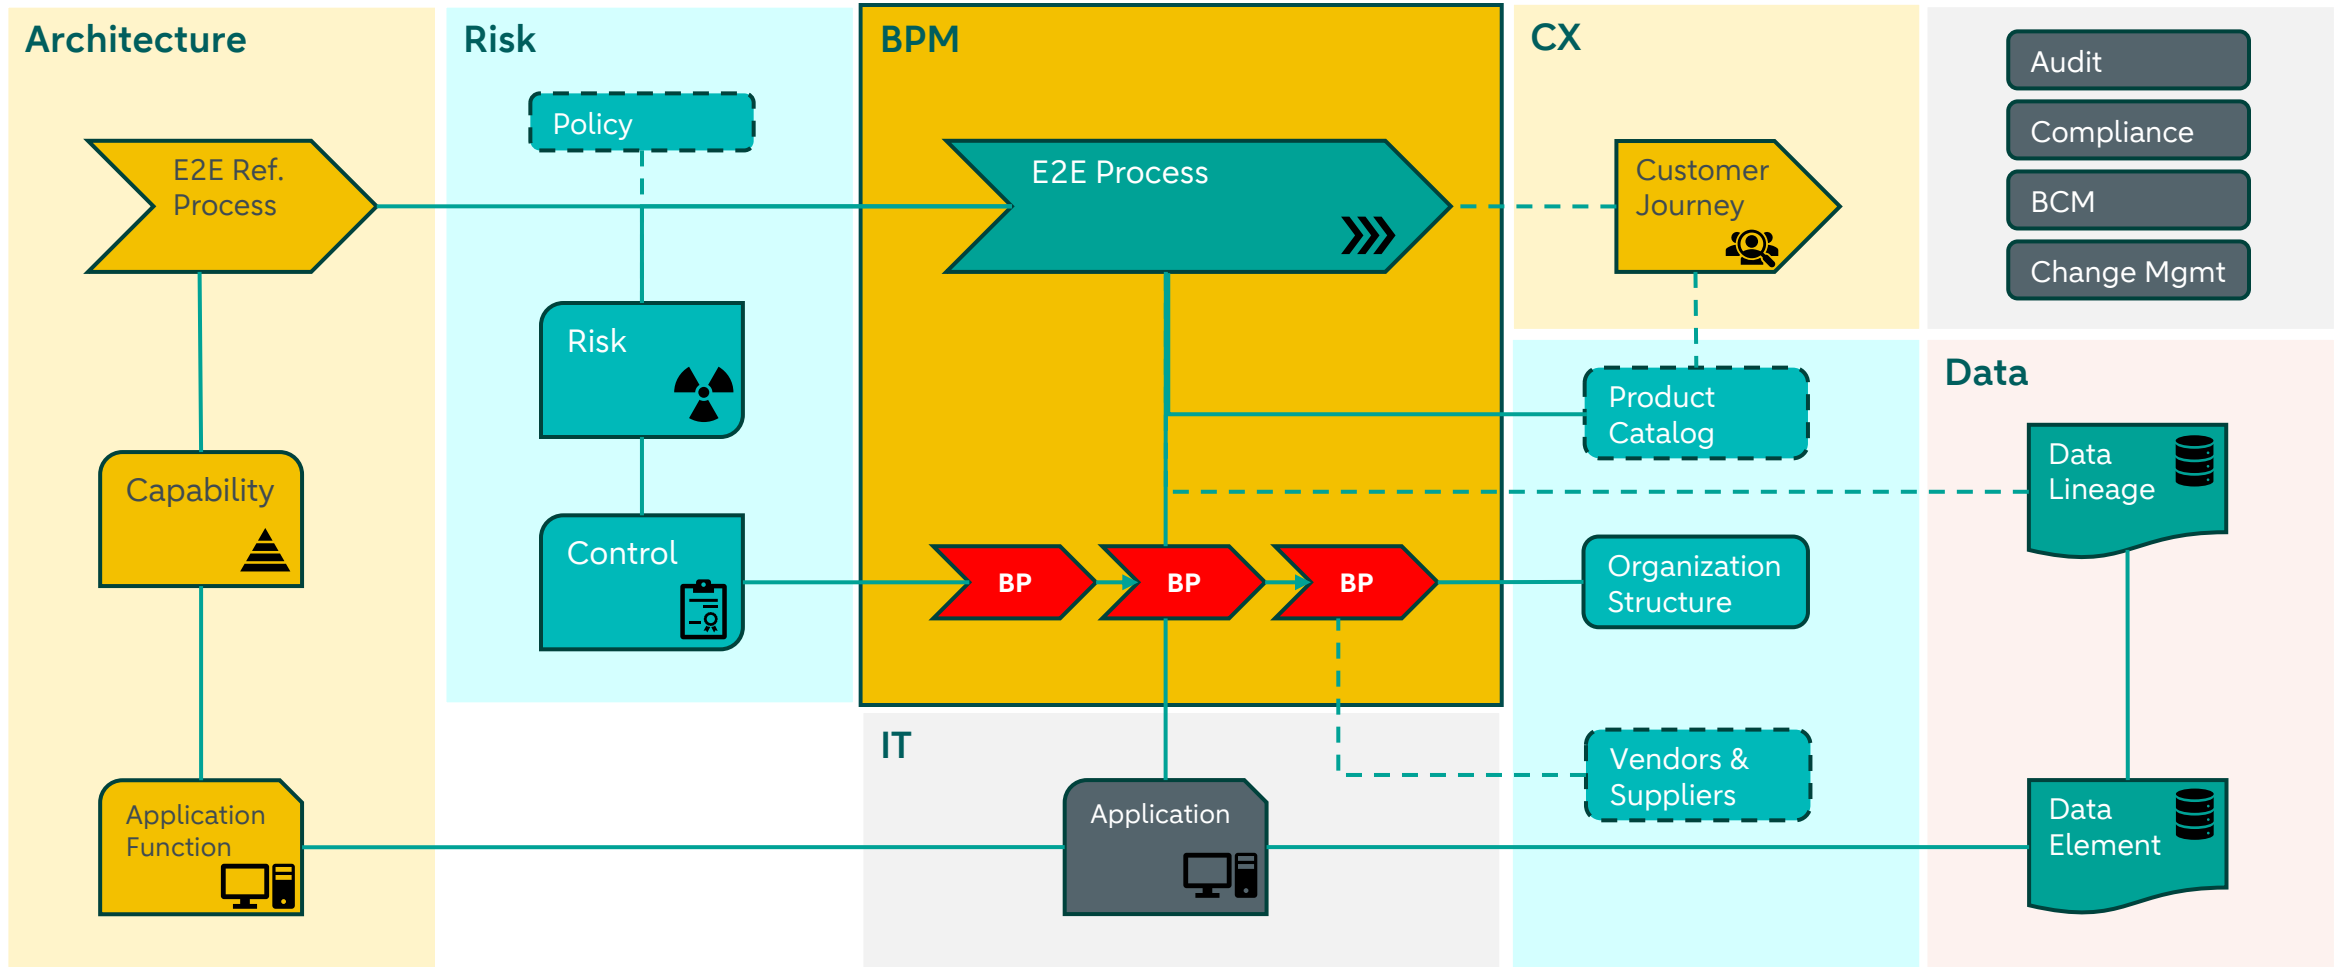 Architecture
E2E Ref.
Process
Capability
Application
Function
Risk
Policy
Risk
Control
BPM
E2E Process
BP
BP
BP
IT
Application
CX
Customer
Journey
Product
Catalog
Organization
Structure
Vendors &
Suppliers
Audit
Compliance
BCM
Change Mgmt
Data
Data
Lineage
Data
Element